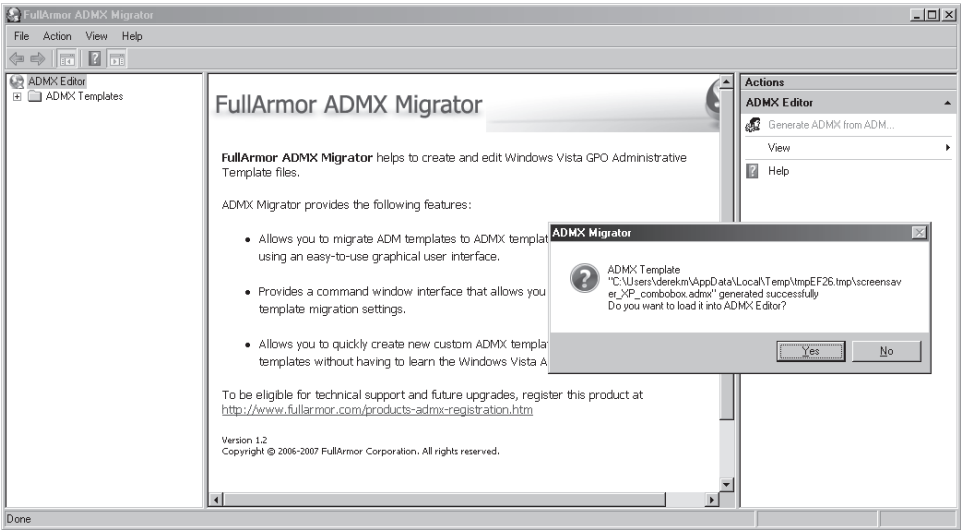 FullArmor ADMX Migrator
File Action View Help
ADMX Editor
ADMX Templates
FullArmor ADMX Migrator
FullArmor ADMX Migrator helps to create and edit Windows Vista GPO Administrative
Template files.
ADMX Migrator provides the following features:
• Allows you to migrate ADM templates to ADMX templat
using an easy-to-use graphical user interface.
• Provides a command window interface that allows you
template migration settings.
• Allows you to quickly create new custom ADMX templa
templates without having to learn the Windows Vista A
To be eligible for technical support and future upgrades, register this product at
http://www.fullarmor.com/products-admx-registration.htm
Version 1.2
Copyright © 2006-2007 FullArmor Corporation. All rights reserved.
Actions
ADMX Editor
Generate ADMX from ADM...
View
Help
ADMX Migrator
ADMX Template
"C:\Users\derekm\AppData\Local\Temp\tmpEF26.tmp\screensav
er_XP_combobox.admx" generated successfully
Do you want to load it into ADMX Editor?
Yes
No
Done